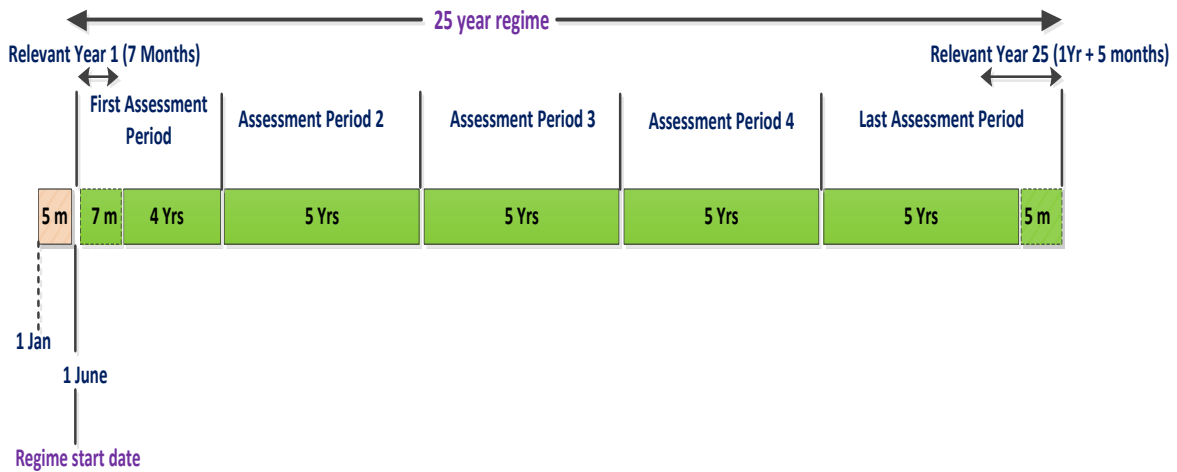 25 year regime
Relevant Year 1 (7 Months)
Relevant Year 25 (1Yr + 5 months)
First Assessment
Period
Assessment Period 2
Assessment Period 3
Assessment Period 4
Last Assessment Period
5 m
7 m
4 Yrs
5 Yrs
5 Yrs
5 Yrs
5 Yrs
5 m
1 Jan
1 June
Regime start date